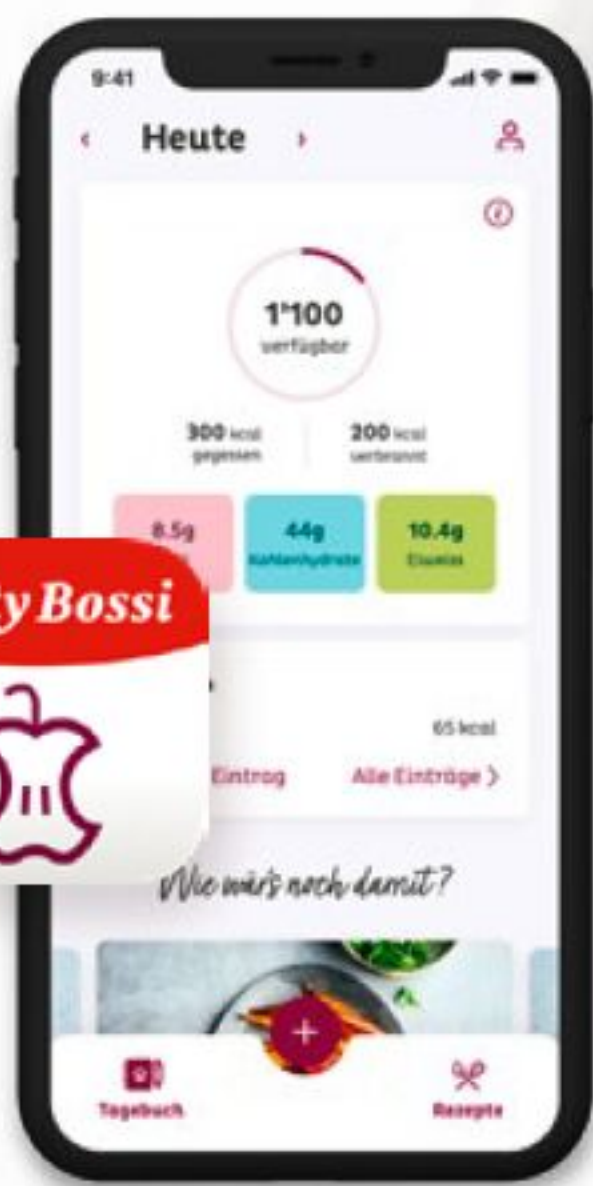 9:41
Heute
1'100
verfügbar
300 kcal
gegessen
200 kcal
verbrannt
8.5g
44g
Kohlenhydrate
10.4g
Eiweiss
y Bossi
65 kcal
Eintrag
Alle Einträge
Wie wär's noch damit?
Tagebuch
Rezepte